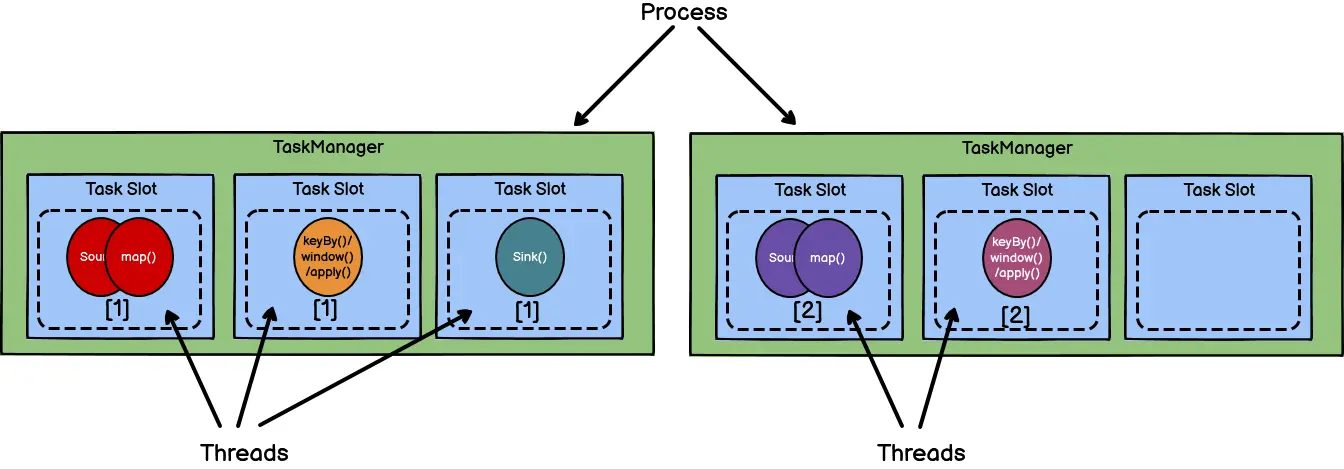 Process
TaskManager
Task Slot
Task Slot
Task Slot
Sour
map()
keyBy()/
window()
/apply()
Sink()
[1]
[1]
[1]
TaskManager
Task Slot
Task Slot
Task Slot
Sour
map()
keyBy()/
window()
/apply()
[2]
[2]
Threads
Threads